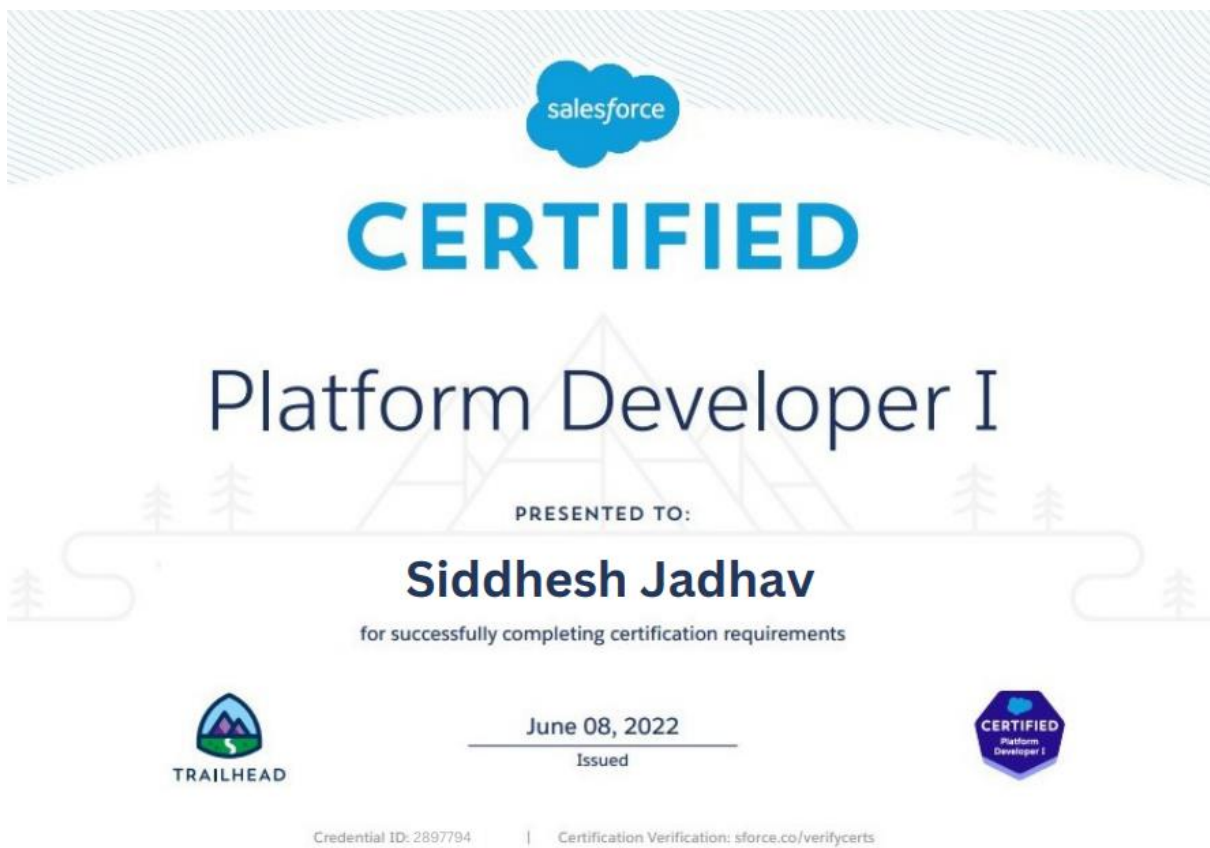 salesforce
CERTIFIED
Platform Developer I
PRESENTED TO:
Siddhesh Jadhav
for successfully completing certification requirements
June 08, 2022
Issued
TRAILHEAD
CERTIFIED
Platform
Developer I
Credential ID: 2897794 | Certification Verification: sforce.co/verifycerts